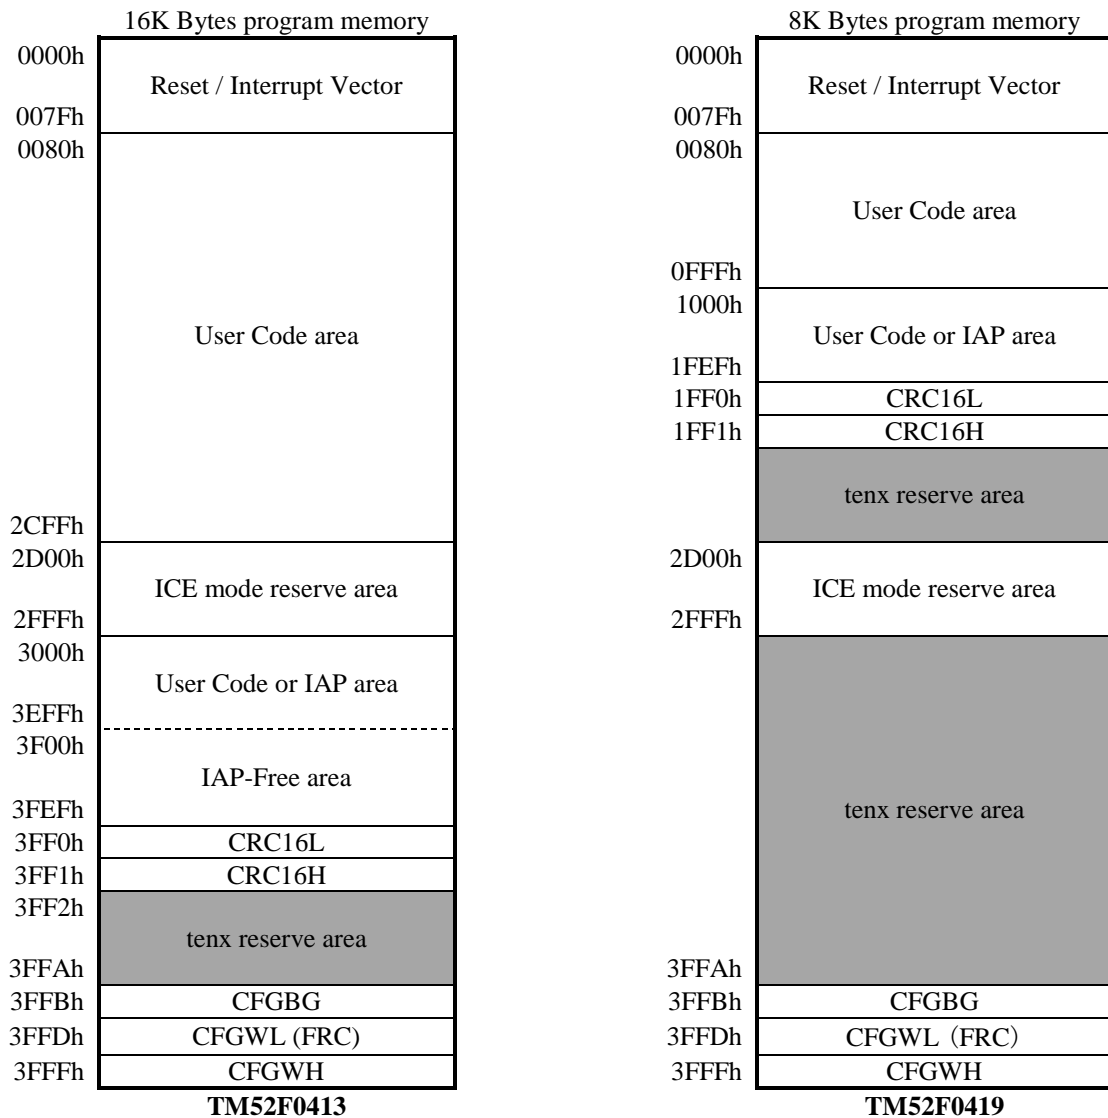 16K Bytes program memory
0000h
Reset / Interrupt Vector
007Fh
0080h
User Code area
2CFFh
2D00h
ICE mode reserve area
2FFFh
3000h
User Code or IAP area
3EFFh
3F00h
IAP-Free area
3FEFh
3FF0h CRC16L
3FF1h CRC16H
3FF2h
tenx reserve area
3FFAh
3FFBh CFGBG
3FFDh CFGWL (FRC)
3FFFh CFGWH
TM52F0413
8K Bytes program memory
0000h
Reset / Interrupt Vector
007Fh
0080h
User Code area
0FFFh
1000h
User Code or IAP area
1FEFh
1FF0h CRC16L
1FF1h CRC16H
tenx reserve area
2D00h
ICE mode reserve area
2FFFh
tenx reserve area
3FFAh
3FFBh CFGBG
3FFDh CFGWL（FRC）
3FFFh CFGWH
TM52F0419